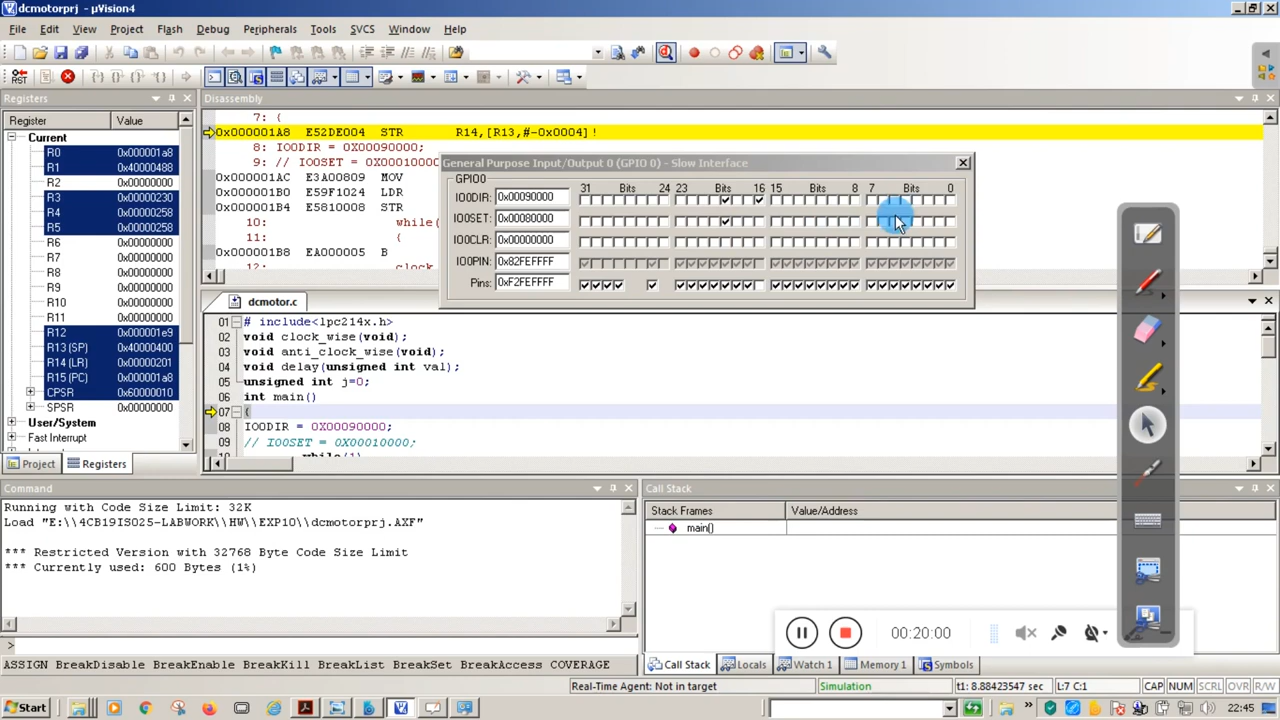 dcmotorprj - µVision4
File Edit View Project Flash Debug Peripherals Tools SVCS Window Help
Registers
Register Value
Current
R0 0x000001a8
R1 0x40000488
R2 0x00000000
R3 0x00000230
R4 0x00000258
R5 0x00000258
R6 0x00000000
R7 0x00000000
R8 0x00000000
R9 0x00000000
R10 0x00000000
R11 0x00000000
R12 0x000001e9
R13 (SP) 0x40000400
R14 (LR) 0x00000201
R15 (PC) 0x000001a8
CPSR 0x60000010
SPSR 0x00000000
User/System
Fast Interrupt
Project Registers
Disassembly
7: {
0x000001A8 E52DE004 STR R14,[R13,#-0x0004]!
8: IO0DIR = 0X00090000;
9: // IO0SET = 0X00010000
0x000001AC E3A00809 MOV
0x000001B0 E59F1024 LDR
0x000001B4 E5810008 STR
10: while(
11: {
0x000001B8 EA000005 B
General Purpose Input/Output 0 (GPIO 0) - Slow Interface
GPIO0
31 Bits 24 23 Bits 16 15 Bits 8 7 Bits 0
IO0DIR: 0x00090000
IO0SET: 0x00080000
IO0CLR: 0x00000000
IO0PIN: 0x82FEFFFF
Pins: 0xF2FEFFFF
dcmotor.c
01 # include<lpc214x.h>
02 void clock_wise(void);
03 void anti_clock_wise(void);
04 void delay(unsigned int val);
05 unsigned int j=0;
06 int main()
07 {
08 IO0DIR = 0X00090000;
09 // IO0SET = 0X00010000;
while(1)
Command
Running with Code Size Limit: 32K
Load "E:\\4CB19IS025-LABWORK\\HW\\EXP10\\dcmotorprj.AXF"
*** Restricted Version with 32768 Byte Code Size Limit
*** Currently used: 600 Bytes (1%)
>
ASSIGN BreakDisable BreakEnable BreakKill BreakList BreakSet BreakAccess COVERAGE
Call Stack
Stack Frames Value/Address
main()
00:20:00
Call Stack Locals Watch 1 Memory 1 Symbols
Real-Time Agent: Not in target Simulation t1: 8.88423547 sec L:7 C:1 CAP NUM SCRL OVR R/W
Start 22:45